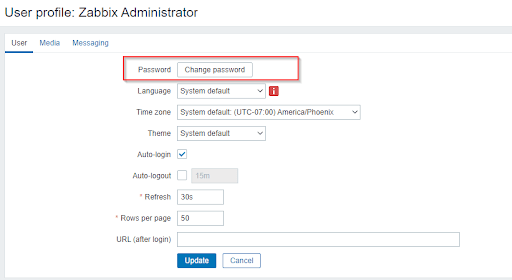 User profile: Zabbix Administrator
User Media Messaging
Password Change password
Language System default
Time zone System default: (UTC-07:00) America/Phoenix
Theme System default
Auto-login
Auto-logout 15m
* Refresh 30s
* Rows per page 50
URL (after login)
Update Cancel